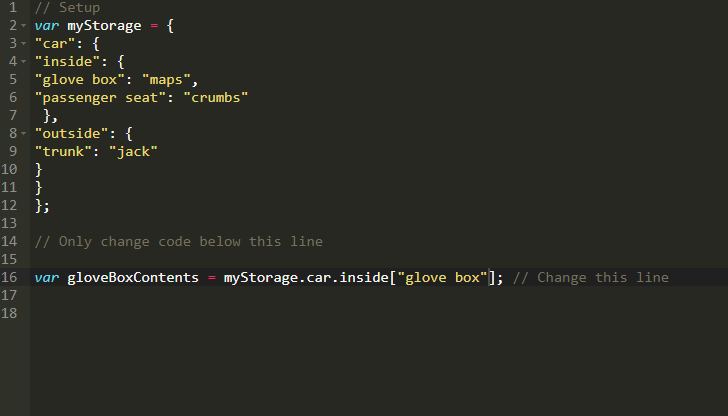 1 // Setup
2 var myStorage = {
3 "car": {
4 "inside": {
5 "glove box": "maps",
6 "passenger seat": "crumbs"
7 },
8 "outside": {
9 "trunk": "jack"
10 }
11 }
12 };
13
14 // Only change code below this line
15
16 var gloveBoxContents = myStorage.car.inside["glove box"]; // Change this line
17
18